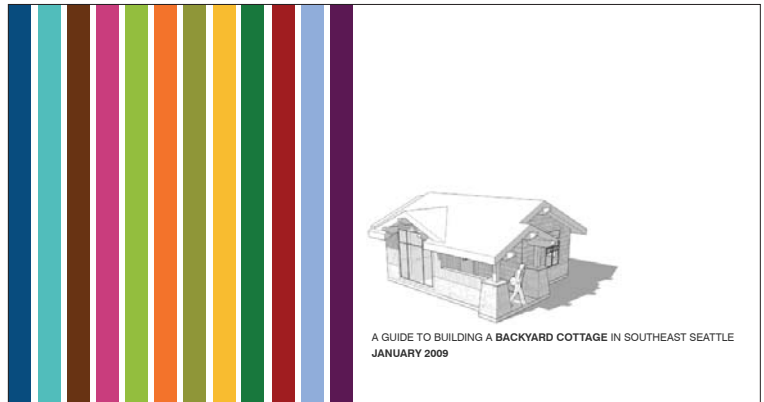 A GUIDE TO BUILDING A BACKYARD COTTAGE IN SOUTHEAST SEATTLE
JANUARY 2009